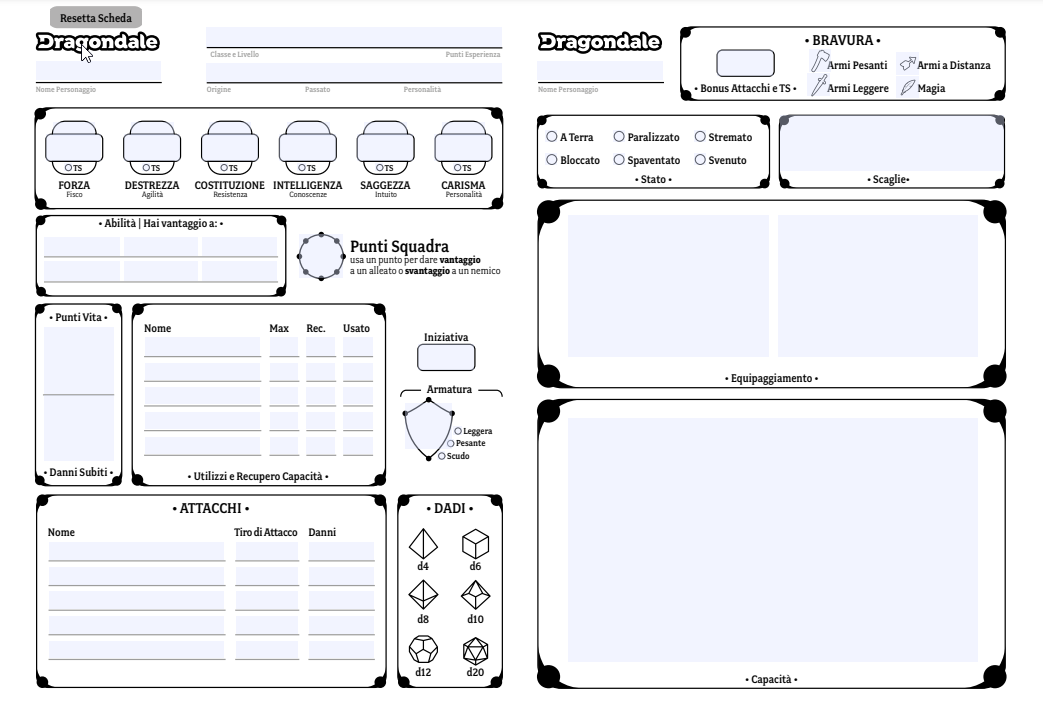 Resetta Scheda
Dragondale
Classe e Livello Punti Esperienza
Nome Personaggio Origine Passato Personalità
TS TS TS TS TS TS
FORZA DESTREZZA COSTITUZIONE INTELLIGENZA SAGGEZZA CARISMA
Fisco Agilità Resistenza Conoscenze Intuito Personalità
• Abilità | Hai vantaggio a: •
Punti Squadra
usa un punto per dare vantaggio
a un alleato o svantaggio a un nemico
• Punti Vita •
• Danni Subiti •
Nome Max Rec. Usato
• Utilizzi e Recupero Capacità •
Iniziativa
Armatura
Leggera
Pesante
Scudo
• ATTACCHI •
Nome Tiro di Attacco Danni
• DADI •
d4 d6
d8 d10
d12 d20
Dragondale
Nome Personaggio
• BRAVURA •
Armi Pesanti Armi a Distanza
• Bonus Attacchi e TS • Armi Leggere Magia
A Terra Paralizzato Stremato
Bloccato Spaventato Svenuto
• Stato •
• Scaglie•
• Equipaggiamento •
• Capacità •